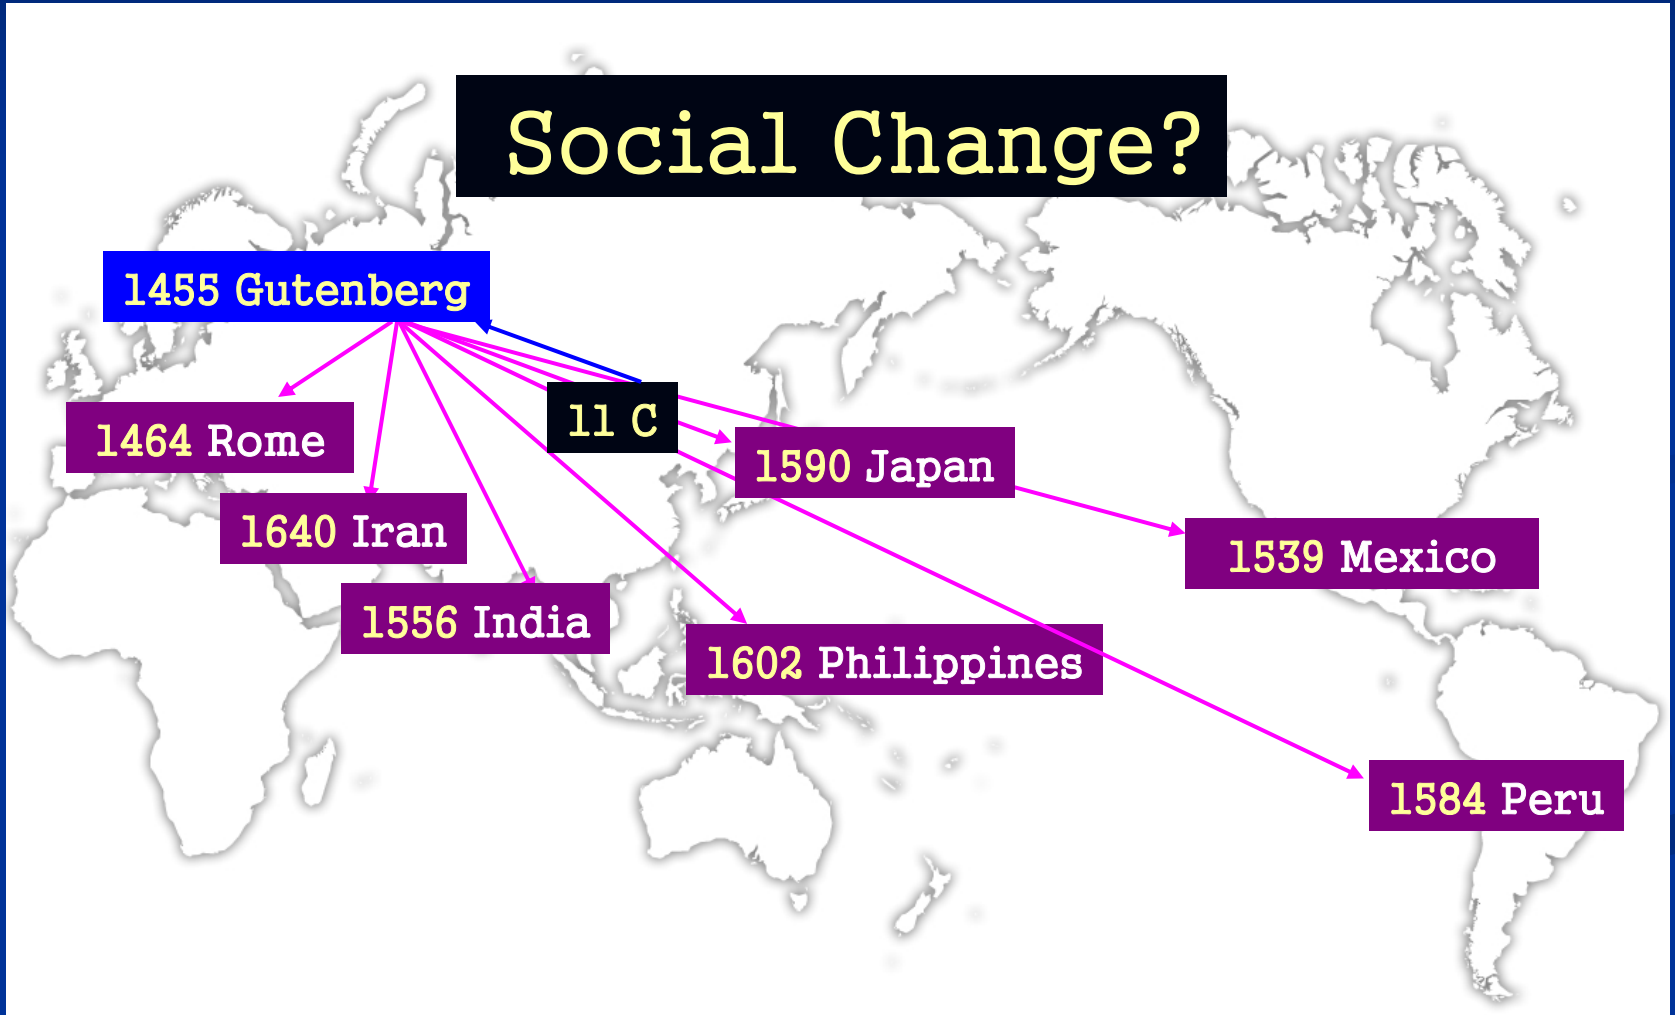 Social Change?
1455 Gutenberg
11 C
1464 Rome
1590 Japan
1640 Iran
1539 Mexico
1556 India
1602 Philippines
1584 Peru